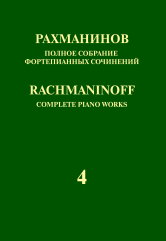 РАХМАНИНОВ
ПОЛНОЕ СОБРАНИЕ
ФОРТЕПИАННЫХ СОЧИНЕНИЙ
RACHMANINOFF
COMPLETE PIANO WORKS
4